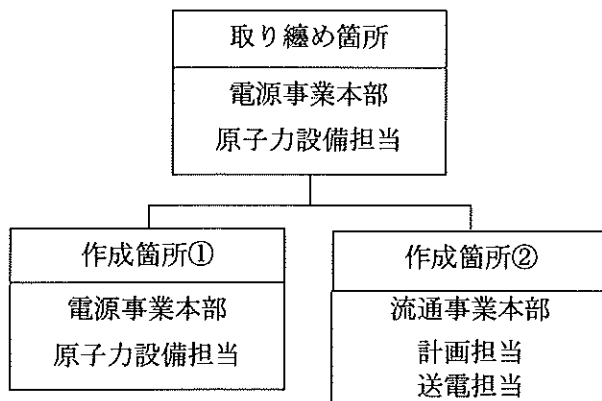 取り纏め箇所
電源事業本部
原子力設備担当
作成箇所①
電源事業本部
原子力設備担当
作成箇所②
流通事業本部
計画担当
送電担当